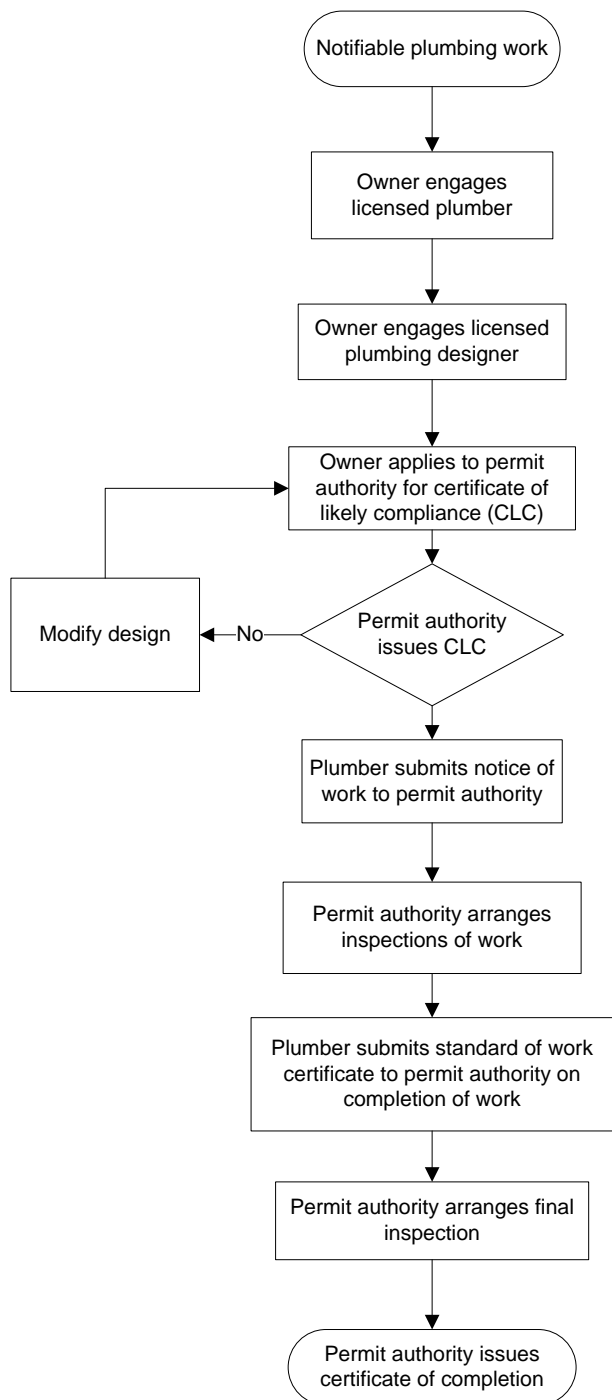 Notifiable plumbing work
Owner engages
licensed plumber
Owner engages licensed
plumbing designer
Owner applies to permit
authority for certificate of
likely compliance (CLC)
Modify design
No
Permit authority
issues CLC
Plumber submits notice of
work to permit authority
Permit authority arranges
inspections of work
Plumber submits standard of work
certificate to permit authority on
completion of work
Permit authority arranges final
inspection
Permit authority issues
certificate of completion